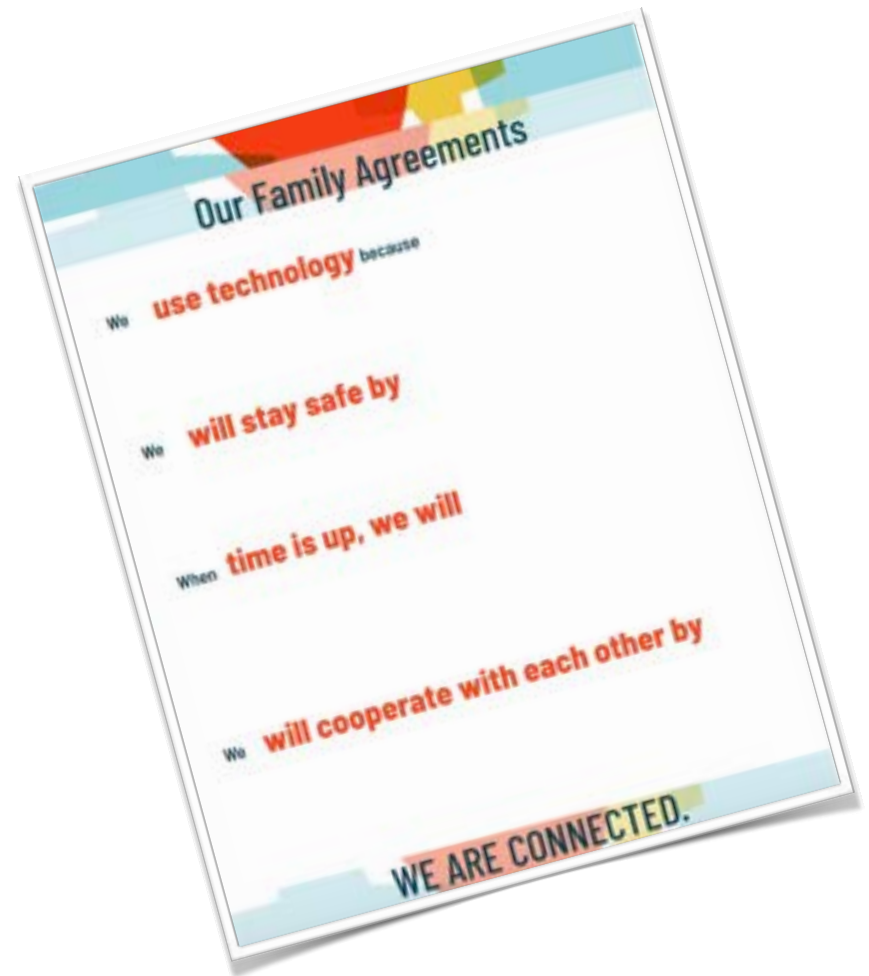 Our Family Agreements
We use technology because
We will stay safe by
When time is up, we will
We will cooperate with each other by
WE ARE CONNECTED.